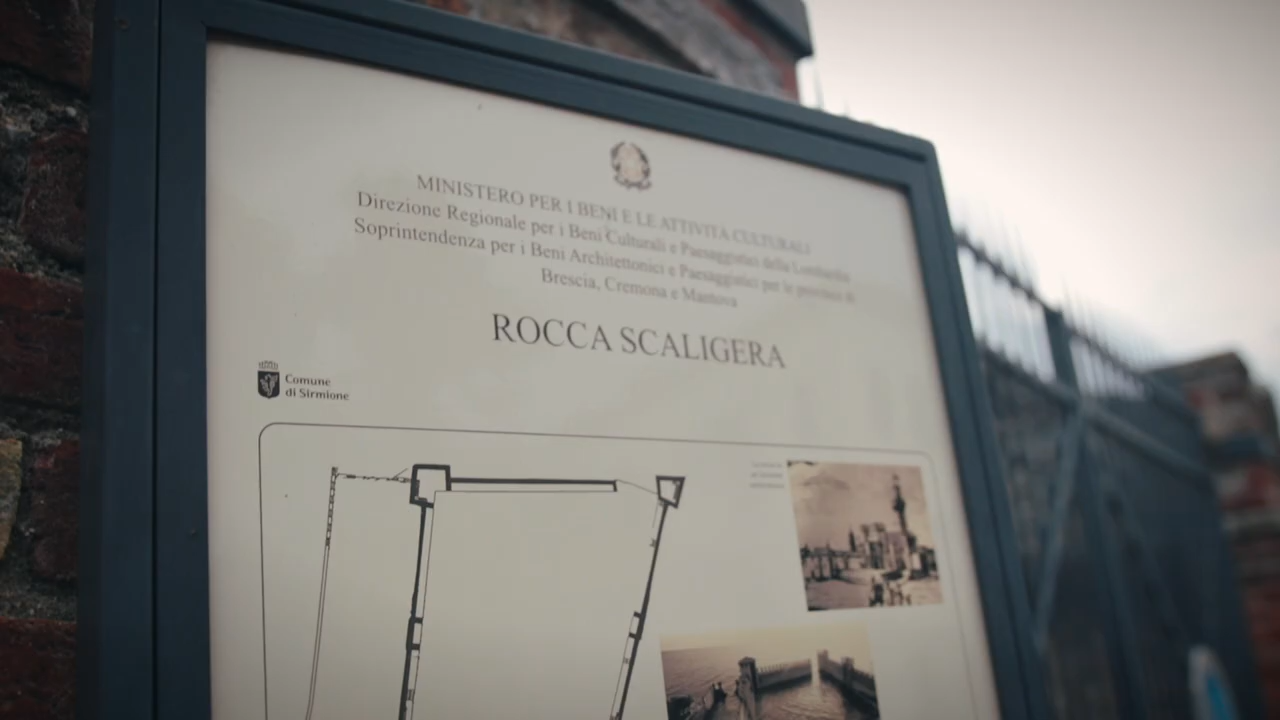 MINISTERO PER I BENI E LE ATTIVITÀ CULTURALI
Direzione Regionale per i Beni Culturali e Paesaggistici della Lombardia
Soprintendenza per i Beni Architettonici e Paesaggistici per le province di
Brescia, Cremona e Mantova
ROCCA SCALIGERA
Comune
di Sirmione